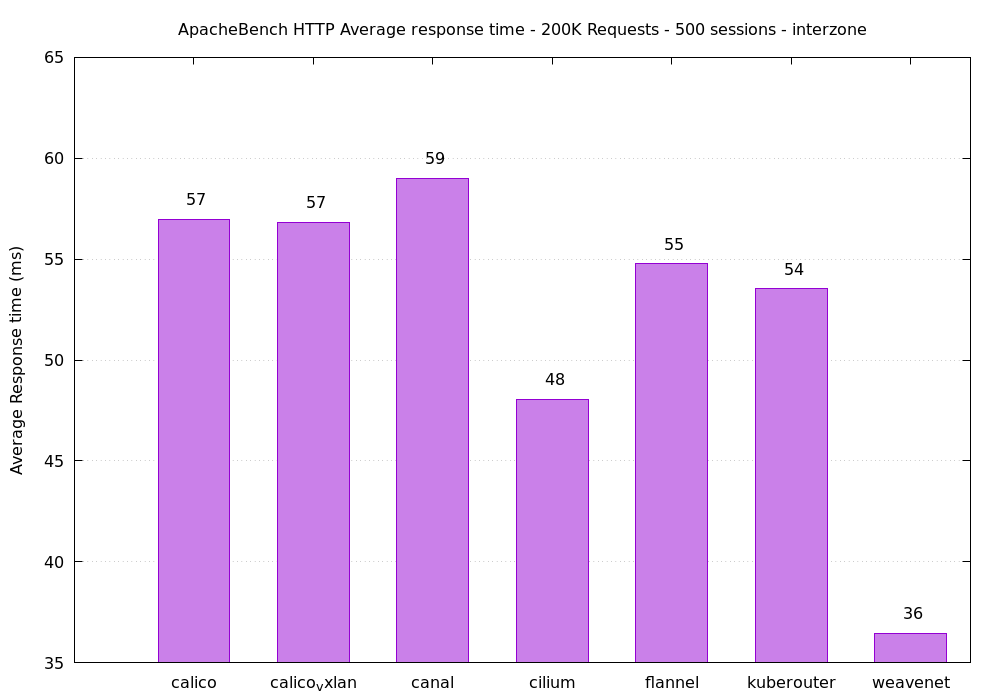 ApacheBench HTTP Average response time - 200K Requests - 500 sessions - interzone
Average Response time (ms)
65
60
55
50
45
40
35
57
57
59
48
55
54
36
calico
calicovxlan
canal
cilium
flannel
kuberouter
weavenet